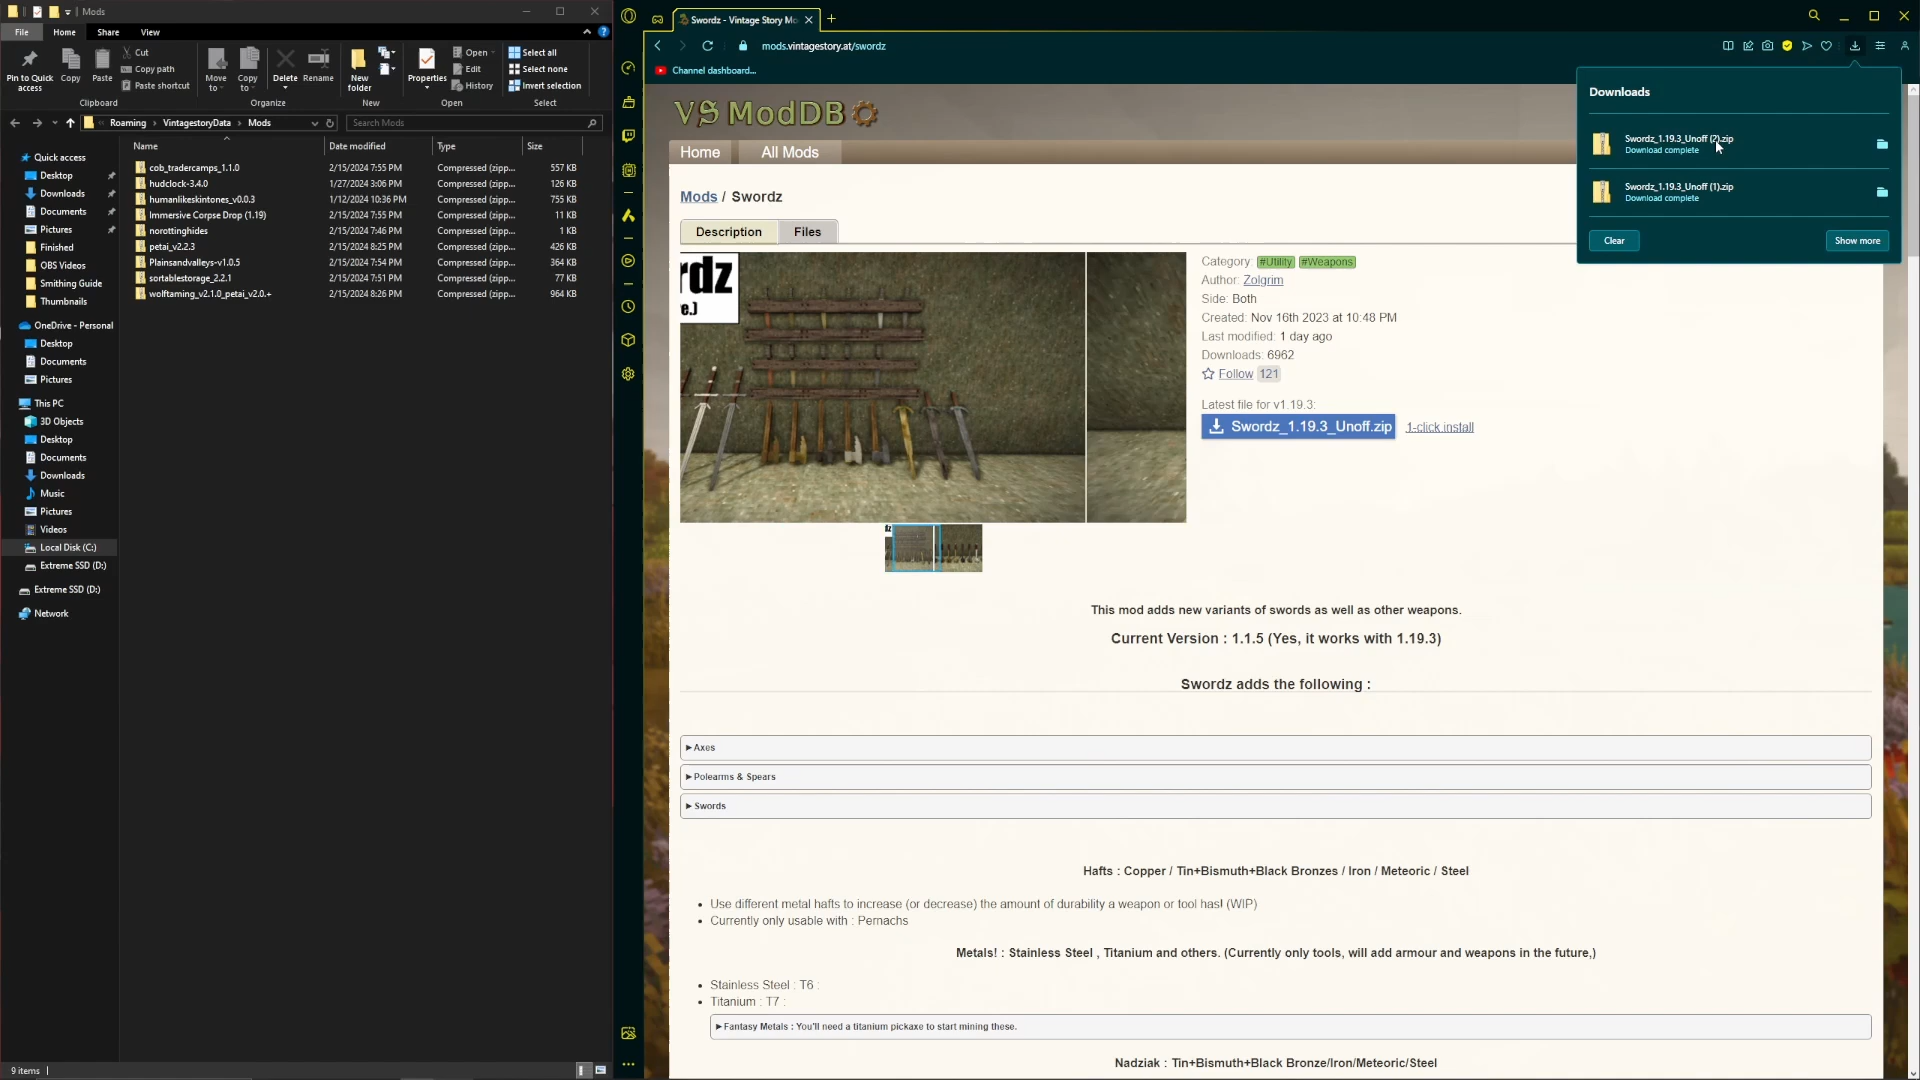 Mods
File
Home
Share
View
Pin to Quick access
Copy
Paste
Cut
Copy path
Paste shortcut
Clipboard
Move to
Copy to
Delete
Rename
Organize
New folder
New
Properties
Open
Edit
History
Open
Select all
Select none
Invert selection
Select
Roaming > VintagestoryData > Mods
Search Mods
Name Date modified Type Size
cob_tradercamps_1.1.0 2/15/2024 7:55 PM Compressed (zipp... 557 KB
hudclock-3.4.0 1/27/2024 3:06 PM Compressed (zipp... 635 KB
humanlikeskintones_v0.0.3 1/12/2024 10:36 PM Compressed (zipp... 755 KB
Immersive Corpse Drop (1.19) 2/15/2024 7:55 PM Compressed (zipp... 11 KB
norottinghides 2/15/2024 7:46 PM Compressed (zipp... 1 KB
petai_v2.2.3 2/15/2024 8:25 PM Compressed (zipp... 426 KB
Plainsandvalleys-v1.0.5 2/15/2024 7:54 PM Compressed (zipp... 364 KB
sortablestorage_2.2.1 2/15/2024 7:51 PM Compressed (zipp... 77 KB
wolftaming_v2.1.0_petai_v2.0.+ 2/15/2024 8:26 PM Compressed (zipp... 964 KB
Quick access
Desktop
Downloads
Documents
Pictures
Finished
OBS Videos
Smithing Guide
Thumbnails
OneDrive - Personal
Desktop
Documents
Pictures
This PC
3D Objects
Desktop
Documents
Downloads
Music
Pictures
Videos
Local Disk (C:)
Extreme SSD (D:)
Extreme SSD (D:)
Network
9 items
Swordz - Vintage Story Mo
mods.vintagestory.at/swordz
Channel dashboard...
VS ModDB
Home
All Mods
Mods / Swordz
Description
Files
rdz
e.)
Category: #Utility #Weapons
Author: Zolgrim
Side: Both
Created: Nov 16th 2023 at 10:48 PM
Last modified: 1 day ago
Downloads: 6962
Follow 121
Latest file for v1.19.3:
Swordz_1.19.3_Unoff.zip 1-click install
Downloads
Swordz_1.19.3_Unoff (2).zip
Download complete
Swordz_1.19.3_Unoff (1).zip
Download complete
Clear
Show more
This mod adds new variants of swords as well as other weapons.
Current Version : 1.1.5 (Yes, it works with 1.19.3)
Swordz adds the following :
▶Axes
▶Polearms & Spears
▶Swords
Hafts : Copper / Tin+Bismuth+Black Bronzes / Iron / Meteoric / Steel
• Use different metal hafts to increase (or decrease) the amount of durability a weapon or tool has! (WIP)
• Currently only usable with : Pernachs
Metals! : Stainless Steel , Titanium and others. (Currently only tools, will add armour and weapons in the future,)
• Stainless Steel : T6 :
• Titanium : T7 :
▶Fantasy Metals : You'll need a titanium pickaxe to start mining these.
Nadziak : Tin+Bismuth+Black Bronze/Iron/Meteoric/Steel